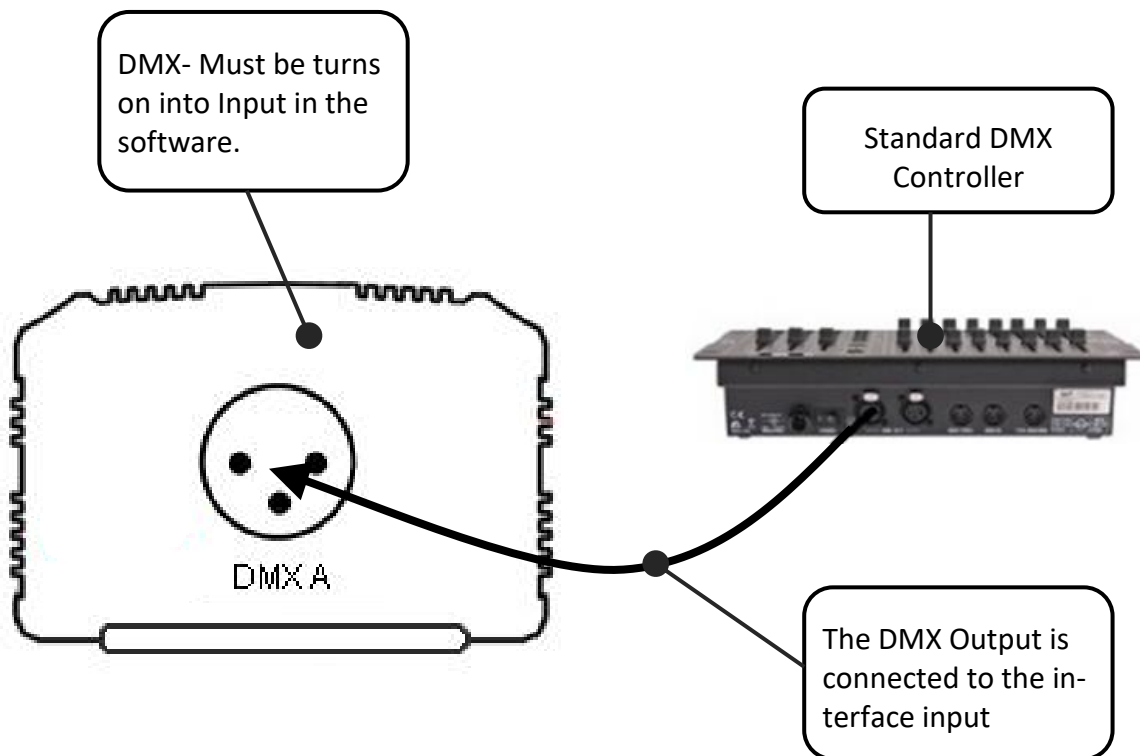 DMX- Must be turns
on into Input in the
software.
Standard DMX
Controller
DMX A
The DMX Output is
connected to the in-
terface input